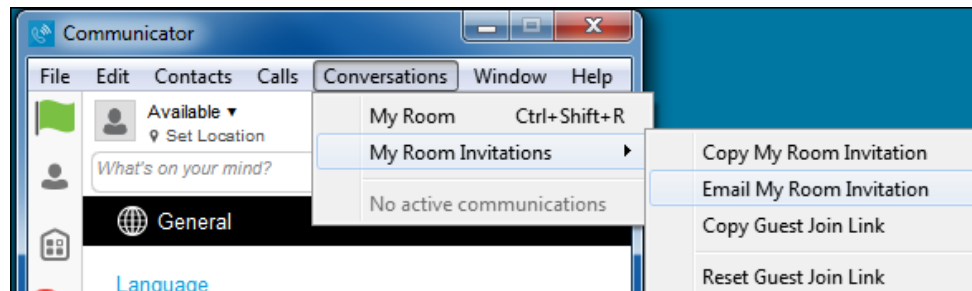 Communicator
File Edit Contacts Calls Conversations Window Help
Available
Set Location
What's on your mind?
General
Language
My Room Ctrl+Shift+R
My Room Invitations
No active communications
Copy My Room Invitation
Email My Room Invitation
Copy Guest Join Link
Reset Guest Join Link